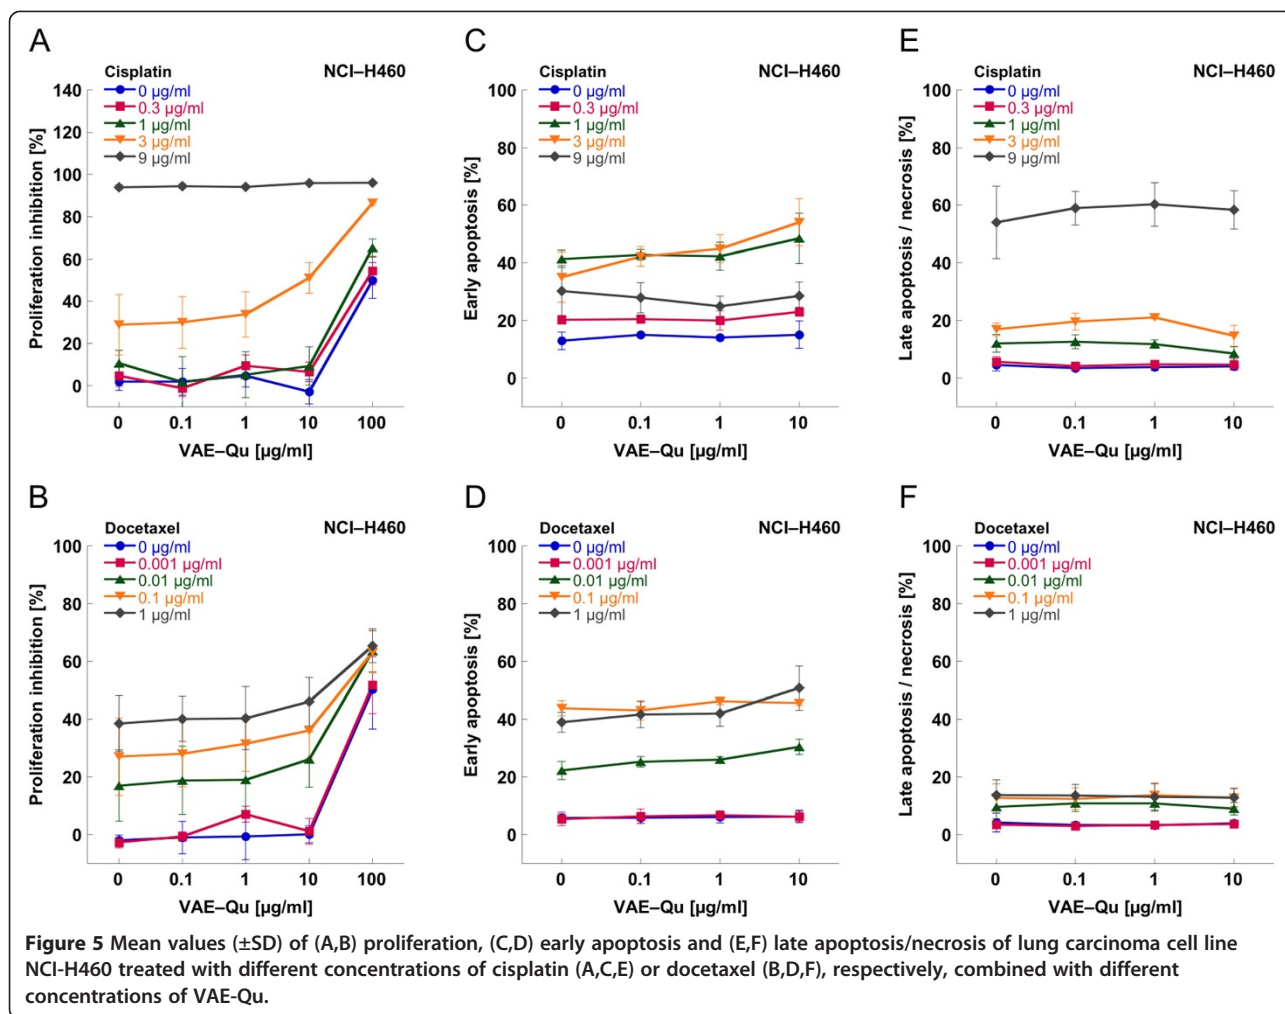 A
Cisplatin
NCI–H460
0 µg/ml
0.3 µg/ml
1 µg/ml
3 µg/ml
9 µg/ml
Proliferation inhibition [%]
140
120
100
80
60
40
20
0
0 0.1 1 10 100
VAE–Qu [µg/ml]
C
Cisplatin
NCI–H460
0 µg/ml
0.3 µg/ml
1 µg/ml
3 µg/ml
9 µg/ml
Early apoptosis [%]
100
80
60
40
20
0
0 0.1 1 10
VAE–Qu [µg/ml]
E
Cisplatin
NCI–H460
0 µg/ml
0.3 µg/ml
1 µg/ml
3 µg/ml
9 µg/ml
Late apoptosis / necrosis [%]
100
80
60
40
20
0
0 0.1 1 10
VAE–Qu [µg/ml]
B
Docetaxel
NCI–H460
0 µg/ml
0.001 µg/ml
0.01 µg/ml
0.1 µg/ml
1 µg/ml
Proliferation inhibition [%]
100
80
60
40
20
0
0 0.1 1 10 100
VAE–Qu [µg/ml]
D
Docetaxel
NCI–H460
0 µg/ml
0.001 µg/ml
0.01 µg/ml
0.1 µg/ml
1 µg/ml
Early apoptosis [%]
100
80
60
40
20
0
0 0.1 1 10
VAE–Qu [µg/ml]
F
Docetaxel
NCI–H460
0 µg/ml
0.001 µg/ml
0.01 µg/ml
0.1 µg/ml
1 µg/ml
Late apoptosis / necrosis [%]
100
80
60
40
20
0
0 0.1 1 10
VAE–Qu [µg/ml]
Figure 5 Mean values (±SD) of (A,B) proliferation, (C,D) early apoptosis and (E,F) late apoptosis/necrosis of lung carcinoma cell line
NCI-H460 treated with different concentrations of cisplatin (A,C,E) or docetaxel (B,D,F), respectively, combined with different
concentrations of VAE-Qu.